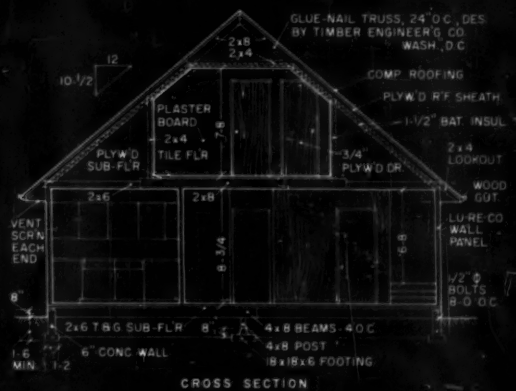 GLUE-NAIL TRUSS, 24" O.C., DES.
BY TIMBER ENGINEER'G CO.
WASH., D.C.
2x8
2x4
12
10-1/2
COMP. ROOFING
PLYW'D R'F SHEATH.
1-1/2" BAT. INSUL
PLASTER
BOARD
2x4
TILE FL'R
7-8
3/4"
PLYW'D DR.
2x4
LOOKOUT
PLYW'D
SUB-FL'R
WOOD
GUT.
2x6
2x8
VENT
SCR'N
EACH
END
8-3/4
6-8
LU-RE-CO
WALL
PANEL
1/2" Φ
BOLTS
8-0 O.C.
8"
2x6 T&G SUB-FL'R
8"
4x8 BEAMS-4 O.C.
4x8 POST
18x18x6 FOOTING
1-6
MIN.
1-2
6" CONC WALL
CROSS SECTION